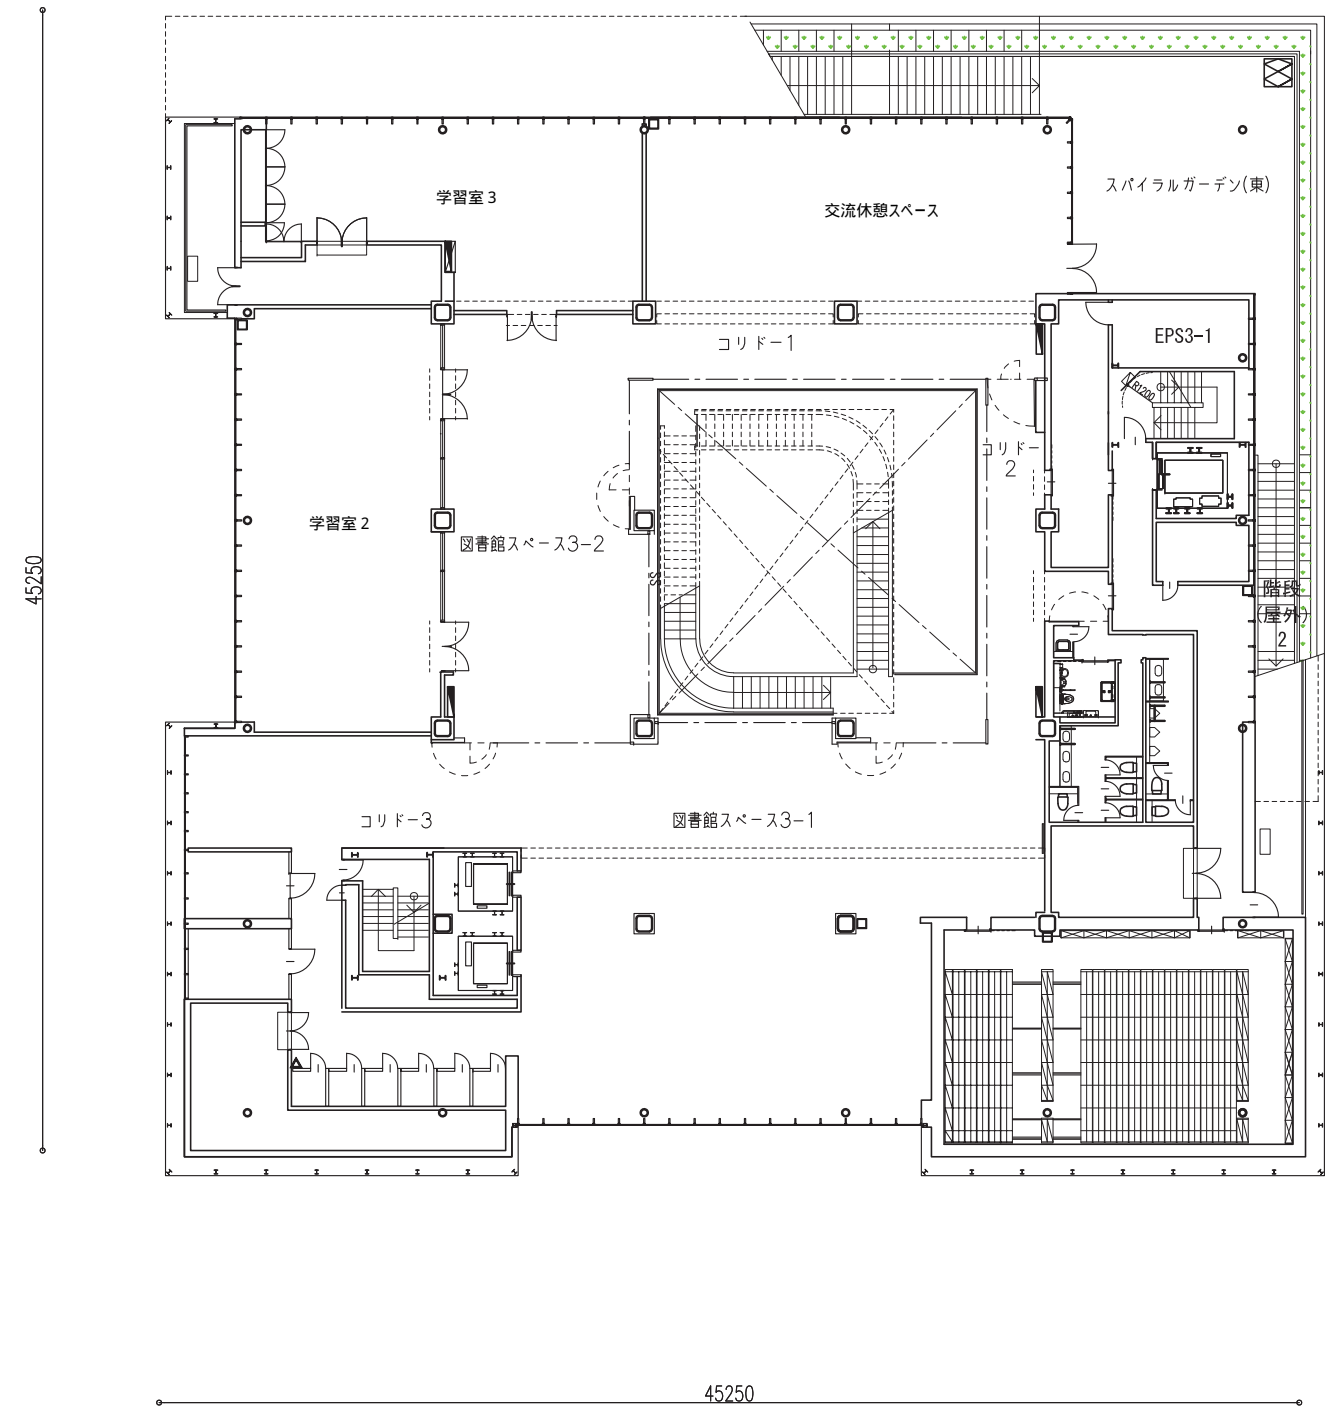 学習室3
交流休憩スペース
スパイラルガーデン(東)
コリドー1
EPS3-1
R1200
コリドー
2
学習室2
図書館スペース3-2
SS
階段
(屋外)
2
45250
コリドー3
図書館スペース3-1
45250